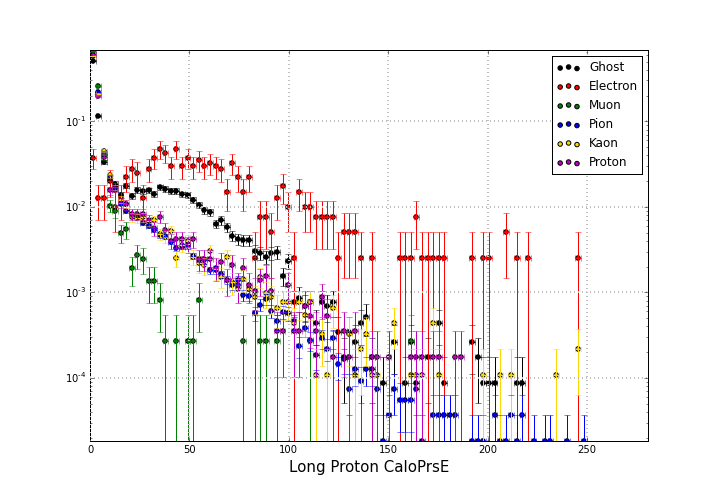 Ghost
Electron
Muon
Pion
Kaon
Proton
10⁻¹
10⁻²
10⁻³
10⁻⁴
0 50 100 150 200 250
Long Proton CaloPrsE